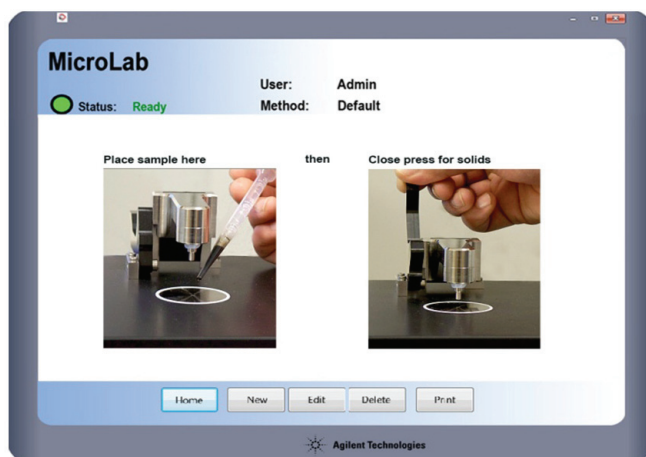 MicroLab
User: Admin
Status: Ready
Method: Default
Place sample here then Close press for solids
Home New Edit Delete Print
Agilent Technologies